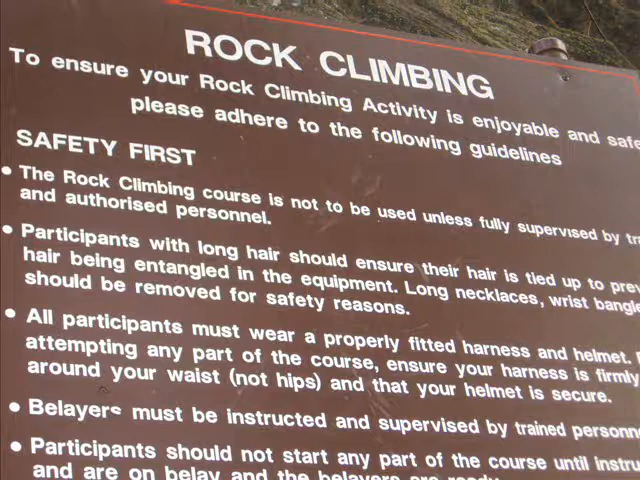 ROCK CLIMBING
To ensure your Rock Climbing Activity is enjoyable and safe
please adhere to the following guidelines
SAFETY FIRST
• The Rock Climbing course is not to be used unless fully supervised by
and authorised personnel.
• Participants with long hair should ensure their hair is tied up to
hair being entangled in the equipment. Long necklaces, wrist
should be removed for safety reasons.
• All participants must wear a properly fitted harness and helmet.
attempting any part of the course, ensure your harness is firmly
around your waist (not hips) and that your helmet is secure.
• Belayers must be instructed and supervised by trained
• Participants should not start any part of the course until
and are on belay and the belayers are ready